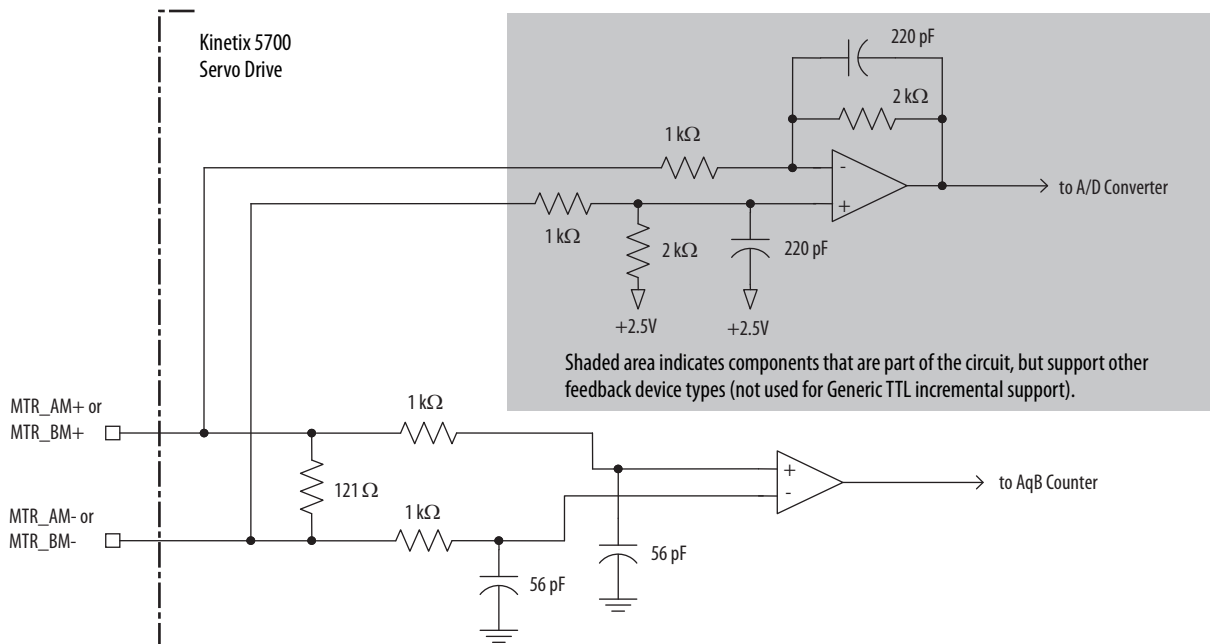 Kinetix 5700
Servo Drive
220 pF
2 kΩ
1 kΩ
-
+
to A/D Converter
1 kΩ
2 kΩ
220 pF
+2.5V
+2.5V
Shaded area indicates components that are part of the circuit, but support other
feedback device types (not used for Generic TTL incremental support).
MTR_AM+ or
MTR_BM+
1 kΩ
121 Ω
+
-
to AqB Counter
MTR_AM- or
MTR_BM-
1 kΩ
56 pF
56 pF